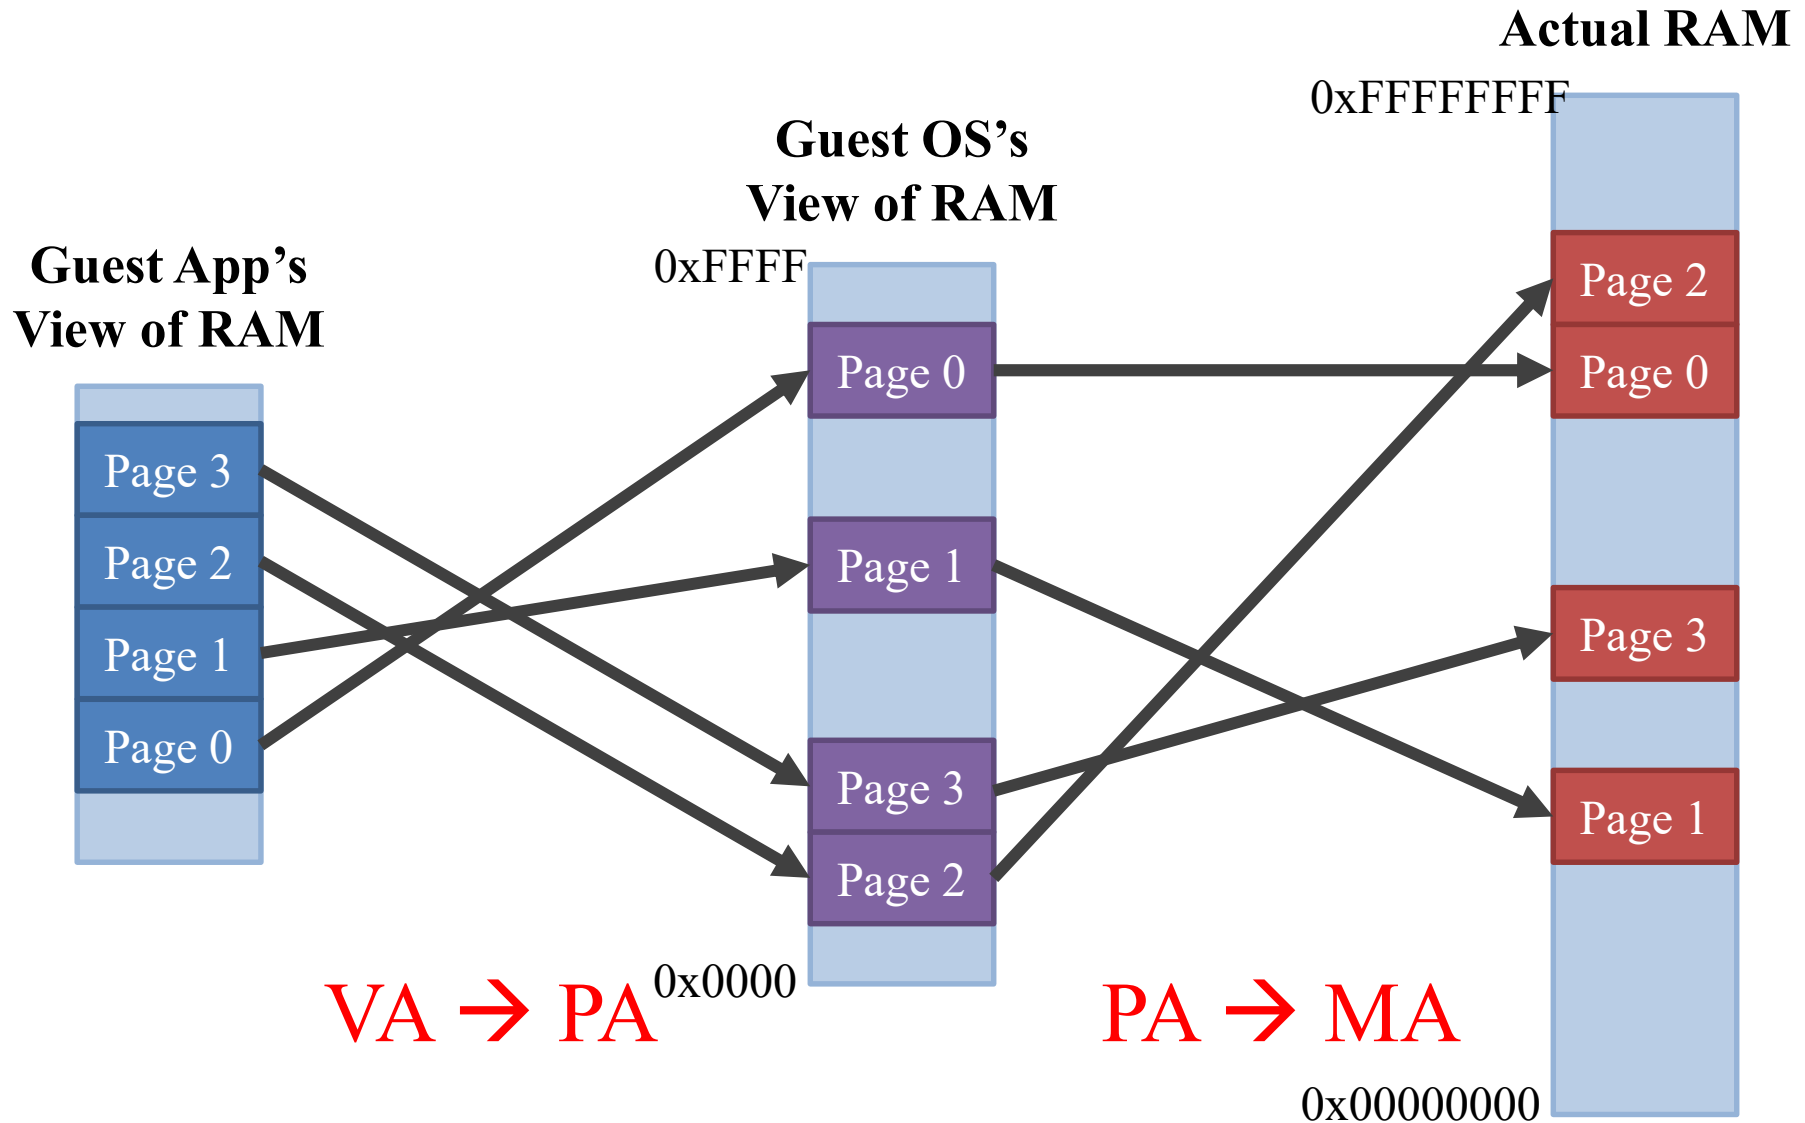 Actual RAM
0xFFFFFFFF
Guest OS’s
View of RAM
0xFFFF
Guest App’s
View of RAM
Page 3
Page 2
Page 1
Page 0
Page 0
Page 1
Page 3
Page 2
0x0000
Page 2
Page 0
Page 3
Page 1
0x00000000
VA → PA
PA → MA